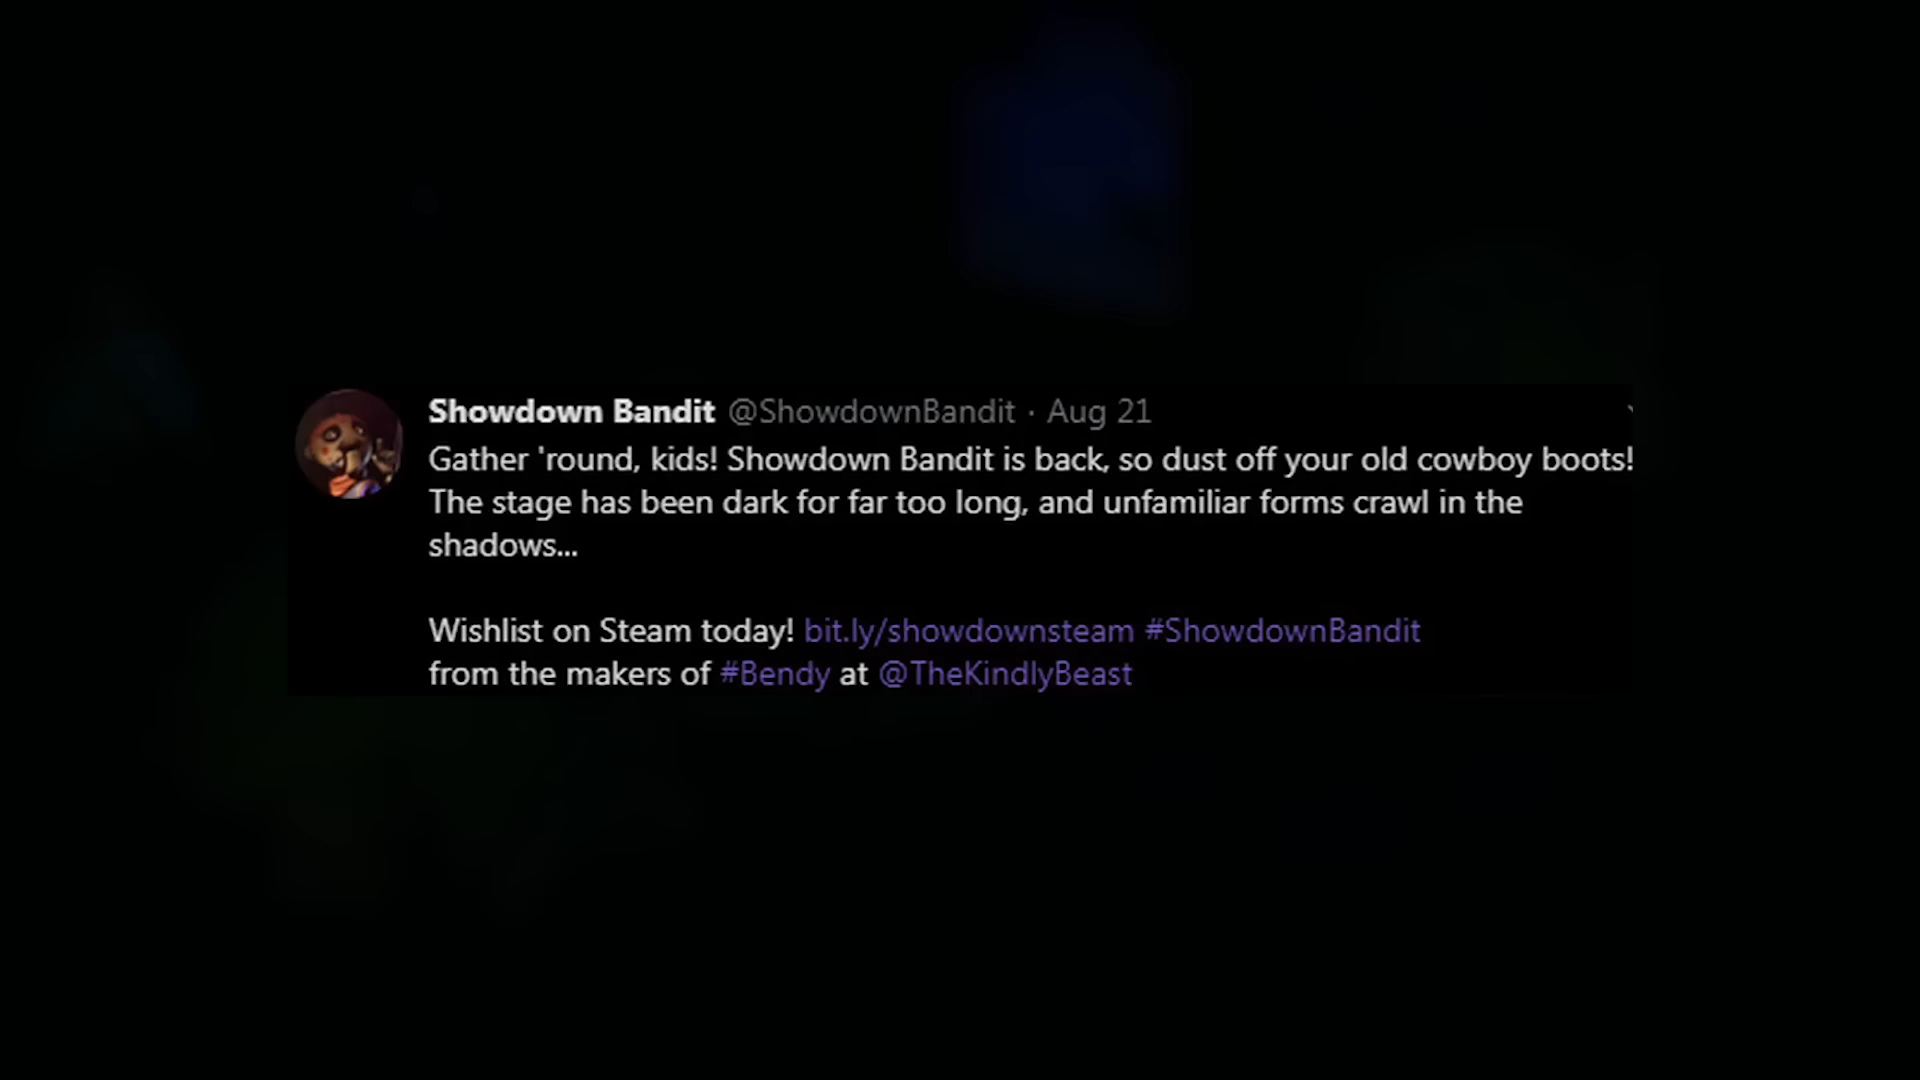 Showdown Bandit @ShowdownBandit · Aug 21
Gather 'round, kids! Showdown Bandit is back, so dust off your old cowboy boots!
The stage has been dark for far too long, and unfamiliar forms crawl in the
shadows...
Wishlist on Steam today! bit.ly/showdownsteam #ShowdownBandit
from the makers of #Bendy at @TheKindlyBeast